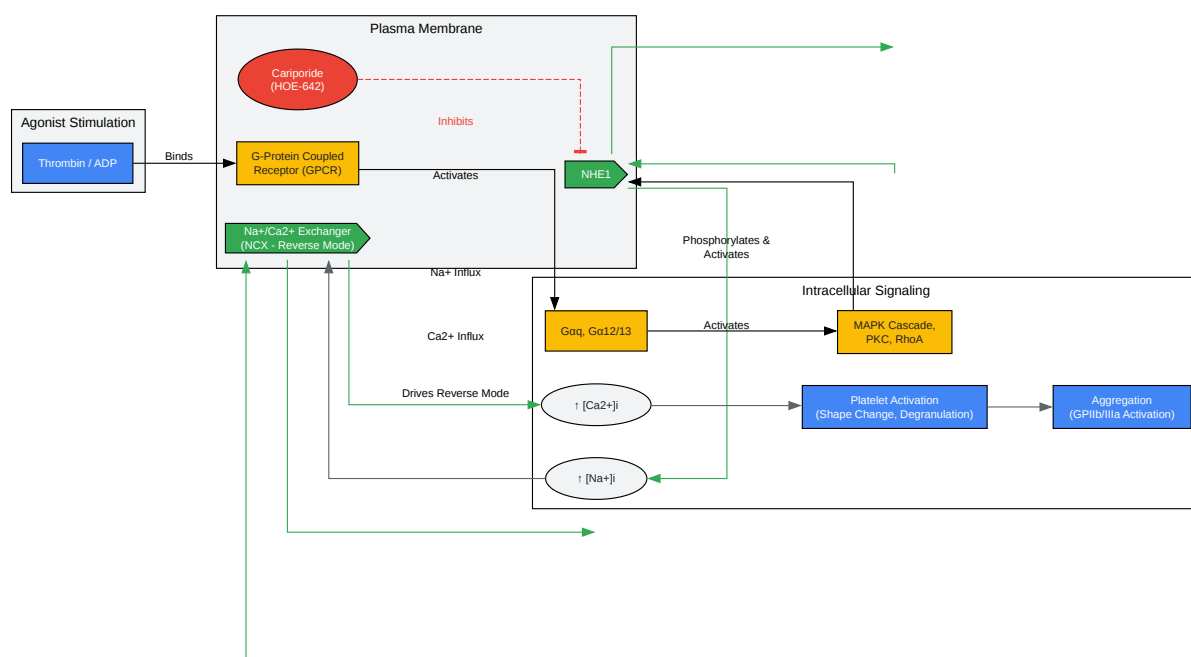 Plasma Membrane
Cariporide
(HOE-642)
Agonist Stimulation
Inhibits
Thrombin / ADP
Binds
G-Protein Coupled
Receptor (GPCR)
Activates
NHE1
Na+/Ca2+ Exchanger
(NCX - Reverse Mode)
Phosphorylates &
Activates
Na+ Influx
Intracellular Signaling
Ca2+ Influx
Gαq, Gα12/13
Activates
MAPK Cascade,
PKC, RhoA
Drives Reverse Mode
↑ [Ca2+]i
Platelet Activation
(Shape Change, Degranulation)
Aggregation
(GPIIb/IIIa Activation)
↑ [Na+]i